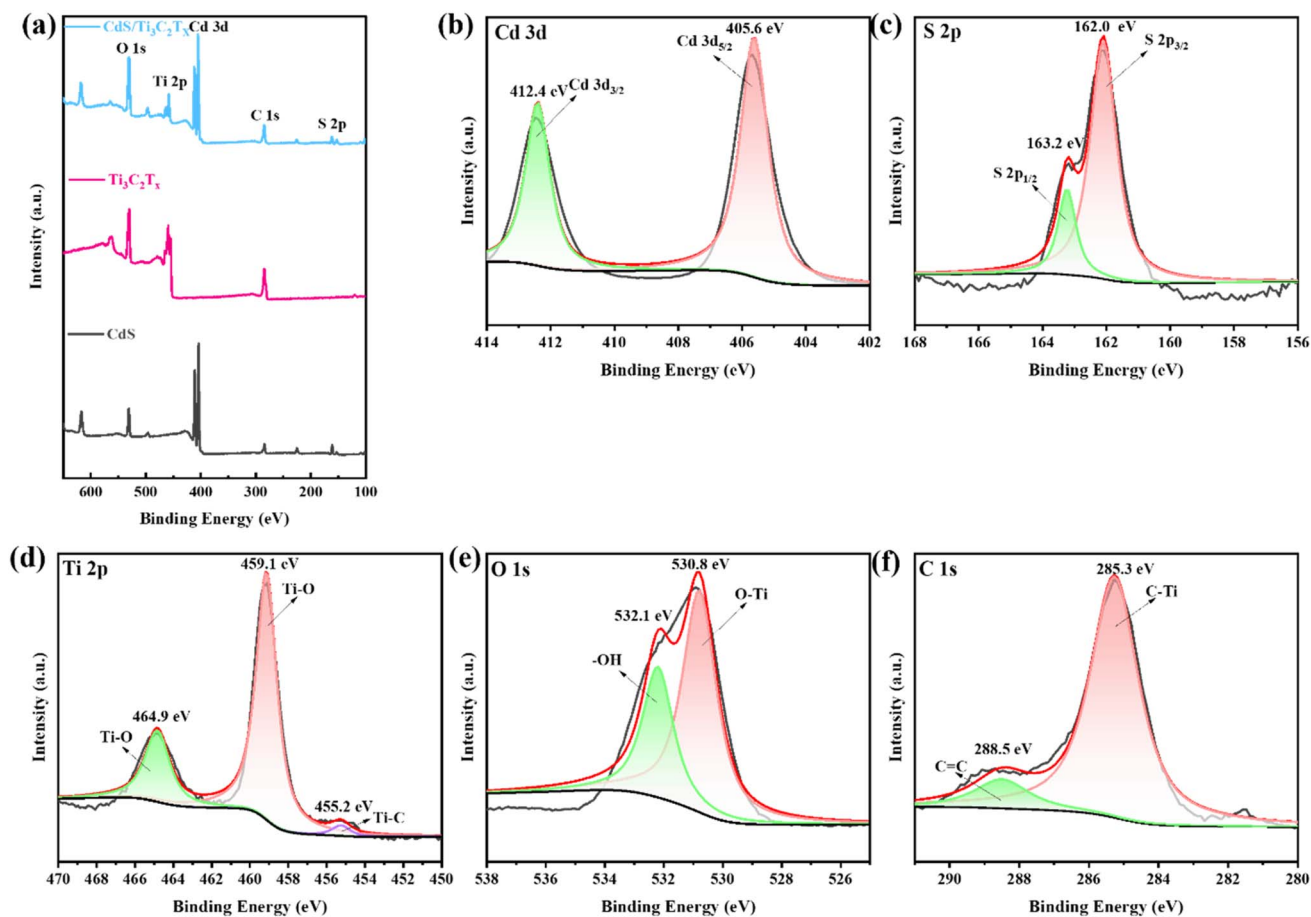 (a)
CdS/Ti₃C₂Tₓ
Cd 3d
O 1s
Ti 2p
C 1s
S 2p
Ti₃C₂Tₓ
CdS
Intensity (a.u.)
600 500 400 300 200 100
Binding Energy (eV)
(b)
Cd 3d
405.6 eV
Cd 3d₅/₂
412.4 eV
Cd 3d₃/₂
Intensity (a.u.)
414 412 410 408 406 404 402
Binding Energy (eV)
(c)
S 2p
162.0 eV
S 2p₃/₂
163.2 eV
S 2p₁/₂
Intensity (a.u.)
168 166 164 162 160 158 156
Binding Energy (eV)
(d)
Ti 2p
459.1 eV
Ti-O
464.9 eV
Ti-O
455.2 eV
Ti-C
Intensity (a.u.)
470 468 466 464 462 460 458 456 454 452 450
Binding Energy (eV)
(e)
O 1s
530.8 eV
O-Ti
532.1 eV
-OH
Intensity (a.u.)
538 536 534 532 530 528 526
Binding Energy (eV)
(f)
C 1s
285.3 eV
C-Ti
288.5 eV
C=C
Intensity (a.u.)
290 288 286 284 282 280
Binding Energy (eV)